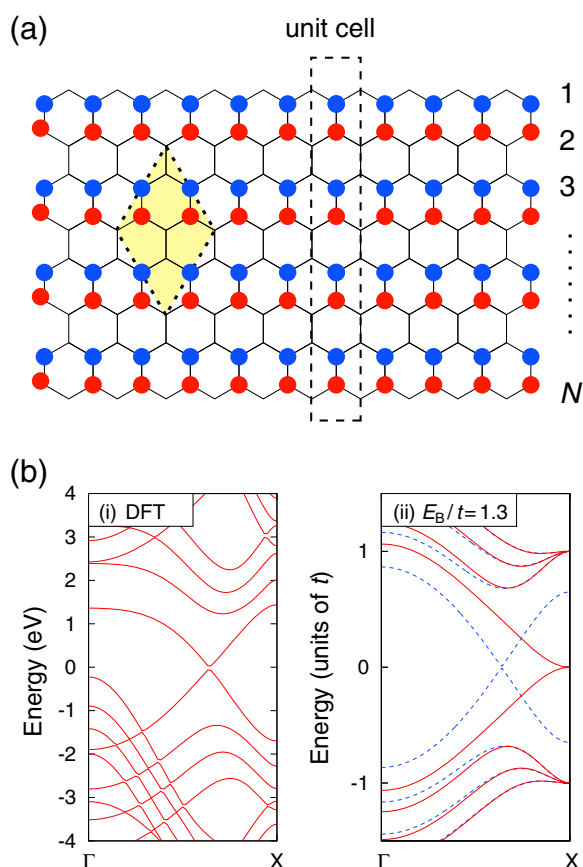 (a)
unit cell
1
2
3
N
(b)
(i) DFT
(ii) E_B/t=1.3
Energy (eV)
4
3
2
1
0
-1
-2
-3
-4
Γ
X
Energy (units of t)
1
0
-1
Γ
X